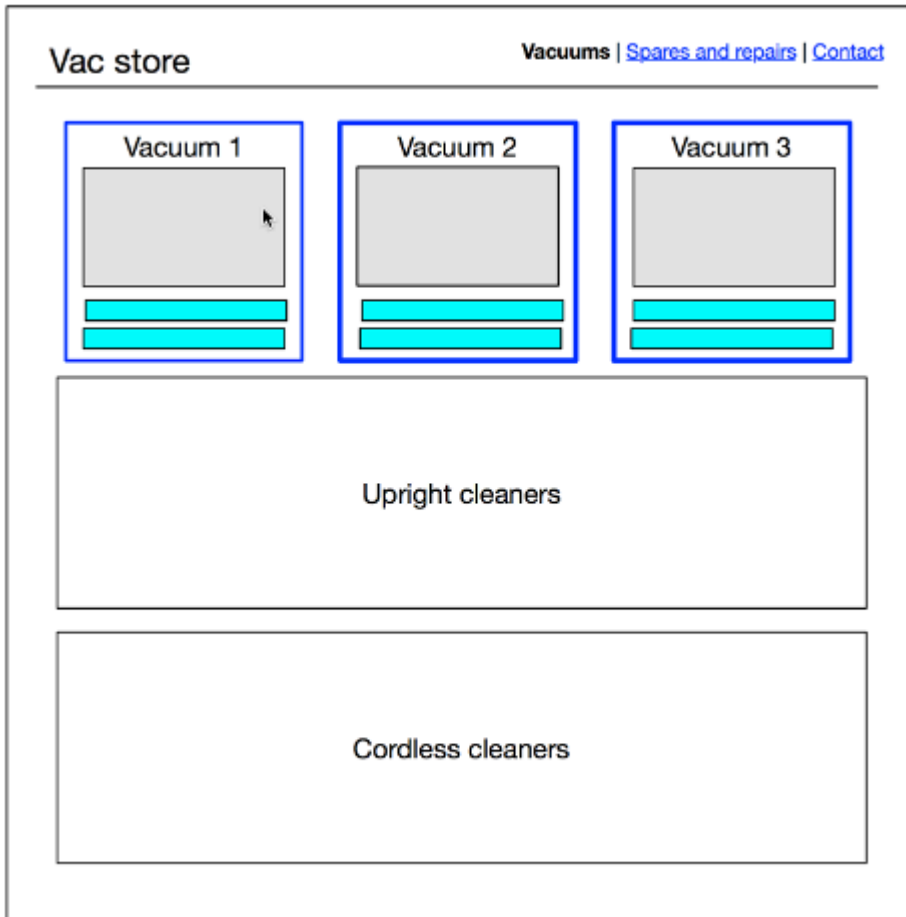 Vac store
Vacuums | Spares and repairs | Contact
Vacuum 1
Vacuum 2
Vacuum 3
Upright cleaners
Cordless cleaners